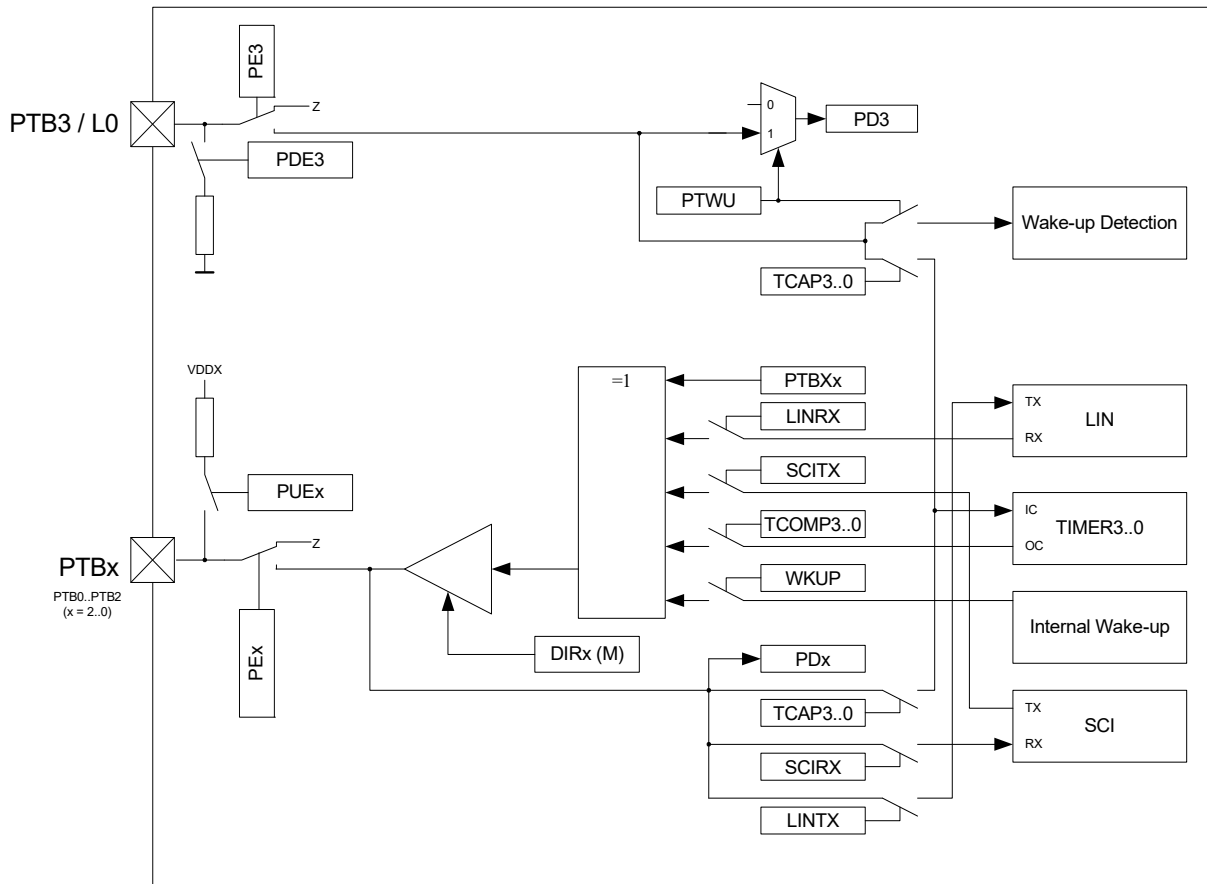 PE3
Z
PTB3 / L0
PDE3
0
1
PD3
PTWU
Wake-up Detection
TCAP3..0
VDDX
=1
PTBXx
LINRX
TX
RX
LIN
SCITX
PUEx
TCOMP3..0
IC
OC
TIMER3..0
Z
PTBx
PTB0..PTB2
(x = 2..0)
WKUP
Internal Wake-up
DIRx (M)
PEx
PDx
TCAP3..0
TX
RX
SCI
SCIRX
LINTX